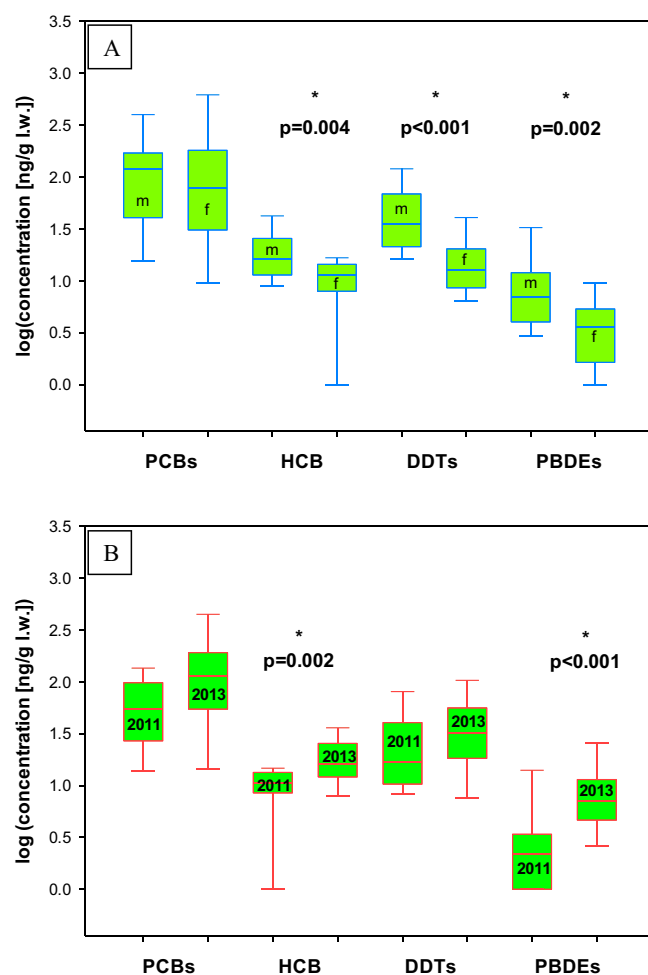 A
log(concentration [ng/g l.w.])
3.5
3.0
2.5
2.0
1.5
1.0
0.5
0.0
*
*
*
p=0.004
p<0.001
p=0.002
m
f
m
f
m
f
m
f
PCBs
HCB
DDTs
PBDEs
B
log (concentration [ng/g l.w.])
3.5
3.0
2.5
2.0
1.5
1.0
0.5
0.0
*
*
p=0.002
p<0.001
2011
2013
2011
2013
2011
2013
2011
2013
PCBs
HCB
DDTs
PBDEs